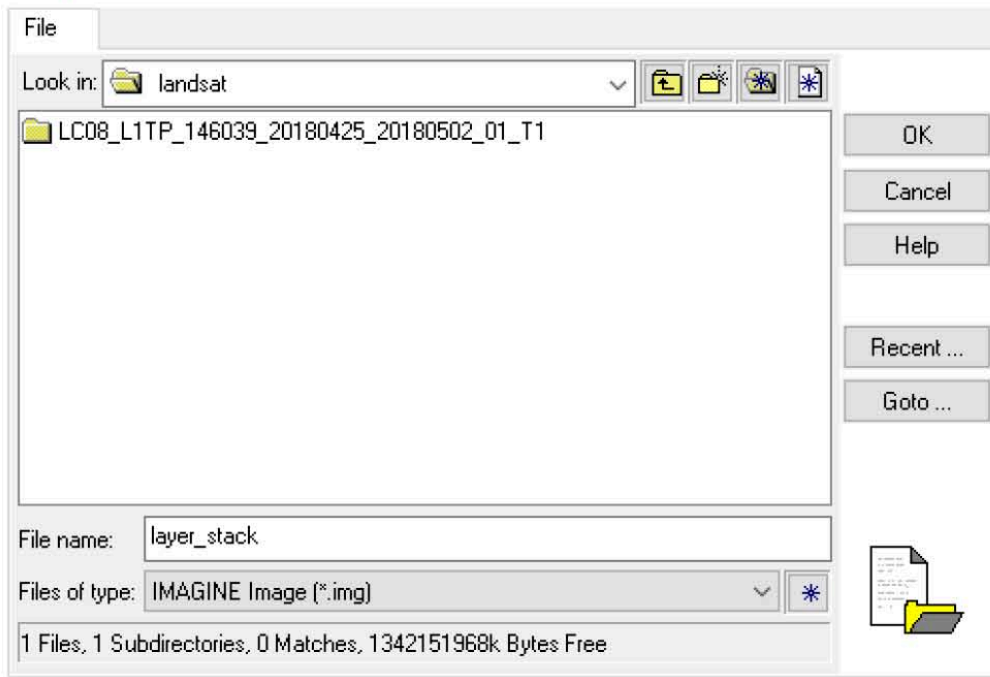 File
Look in: landsat
LC08_L1TP_146039_20180425_20180502_01_T1
OK
Cancel
Help
Recent ...
Goto ...
File name: layer_stack
Files of type: IMAGINE Image (*.img)
1 Files, 1 Subdirectories, 0 Matches, 1342151968k Bytes Free